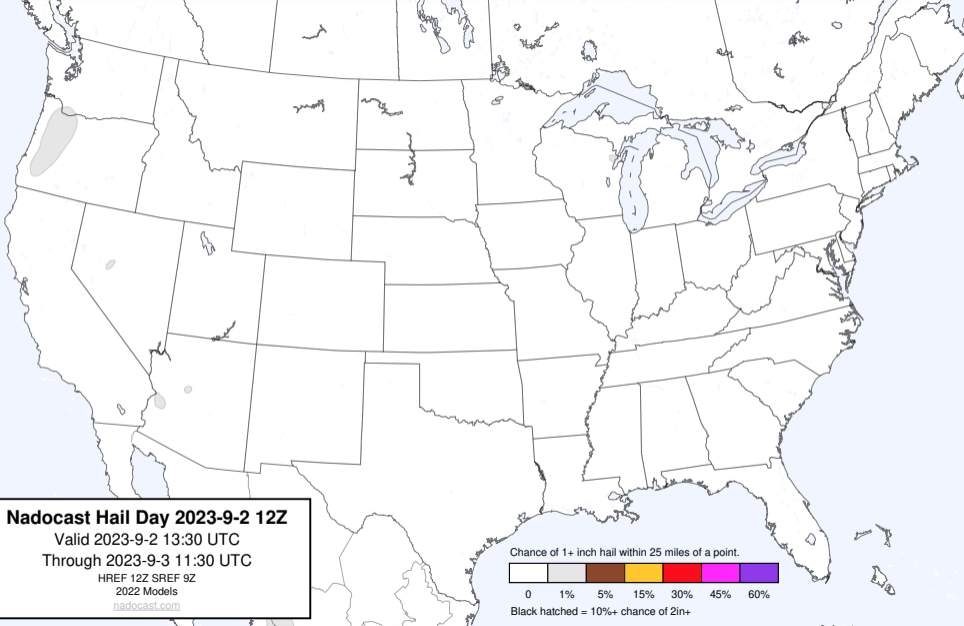 Nadocast Hail Day 2023-9-2 12Z
Valid 2023-9-2 13:30 UTC
Through 2023-9-3 11:30 UTC
HREF 12Z SREF 9Z
2022 Models
nadocast.com
Chance of 1+ inch hail within 25 miles of a point.
0 1% 5% 15% 30% 45% 60%
Black hatched = 10%+ chance of 2in+